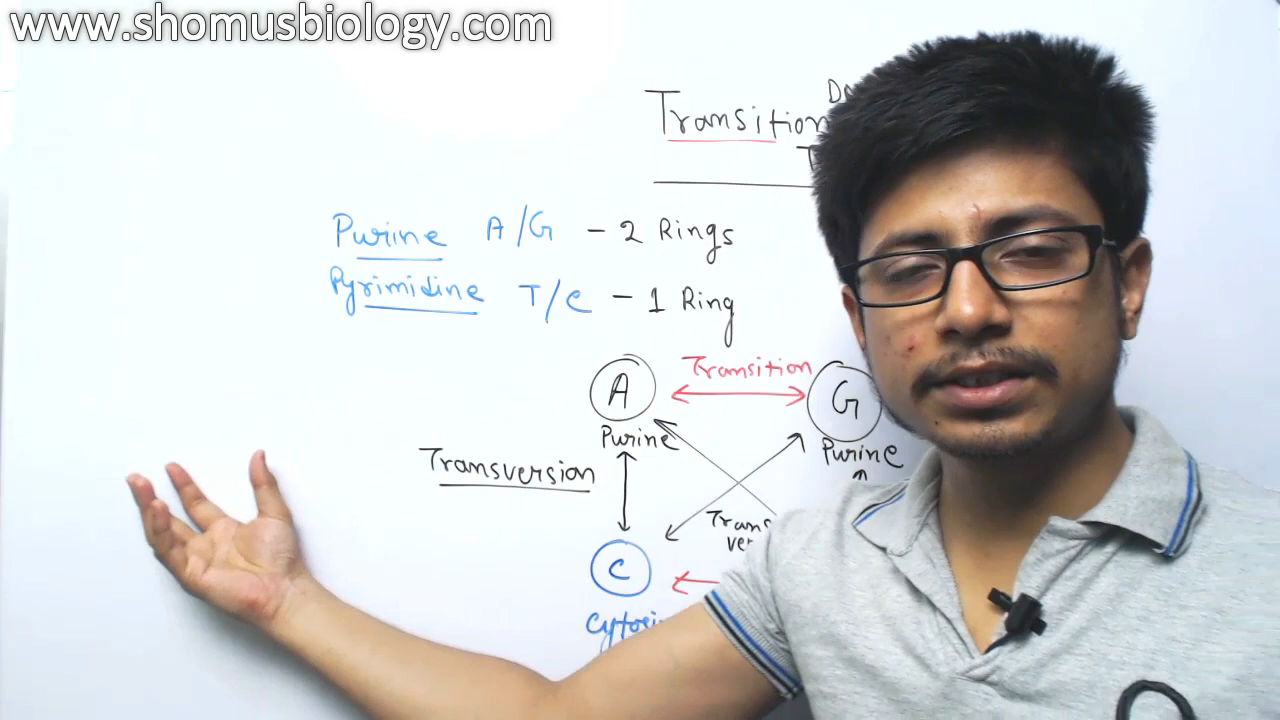 www.shomusbiology.com
Transition
Purine A/G - 2 Rings
Pyrimidine T/C - 1 Ring
A Transition G
Purine Purine
Transversion
C